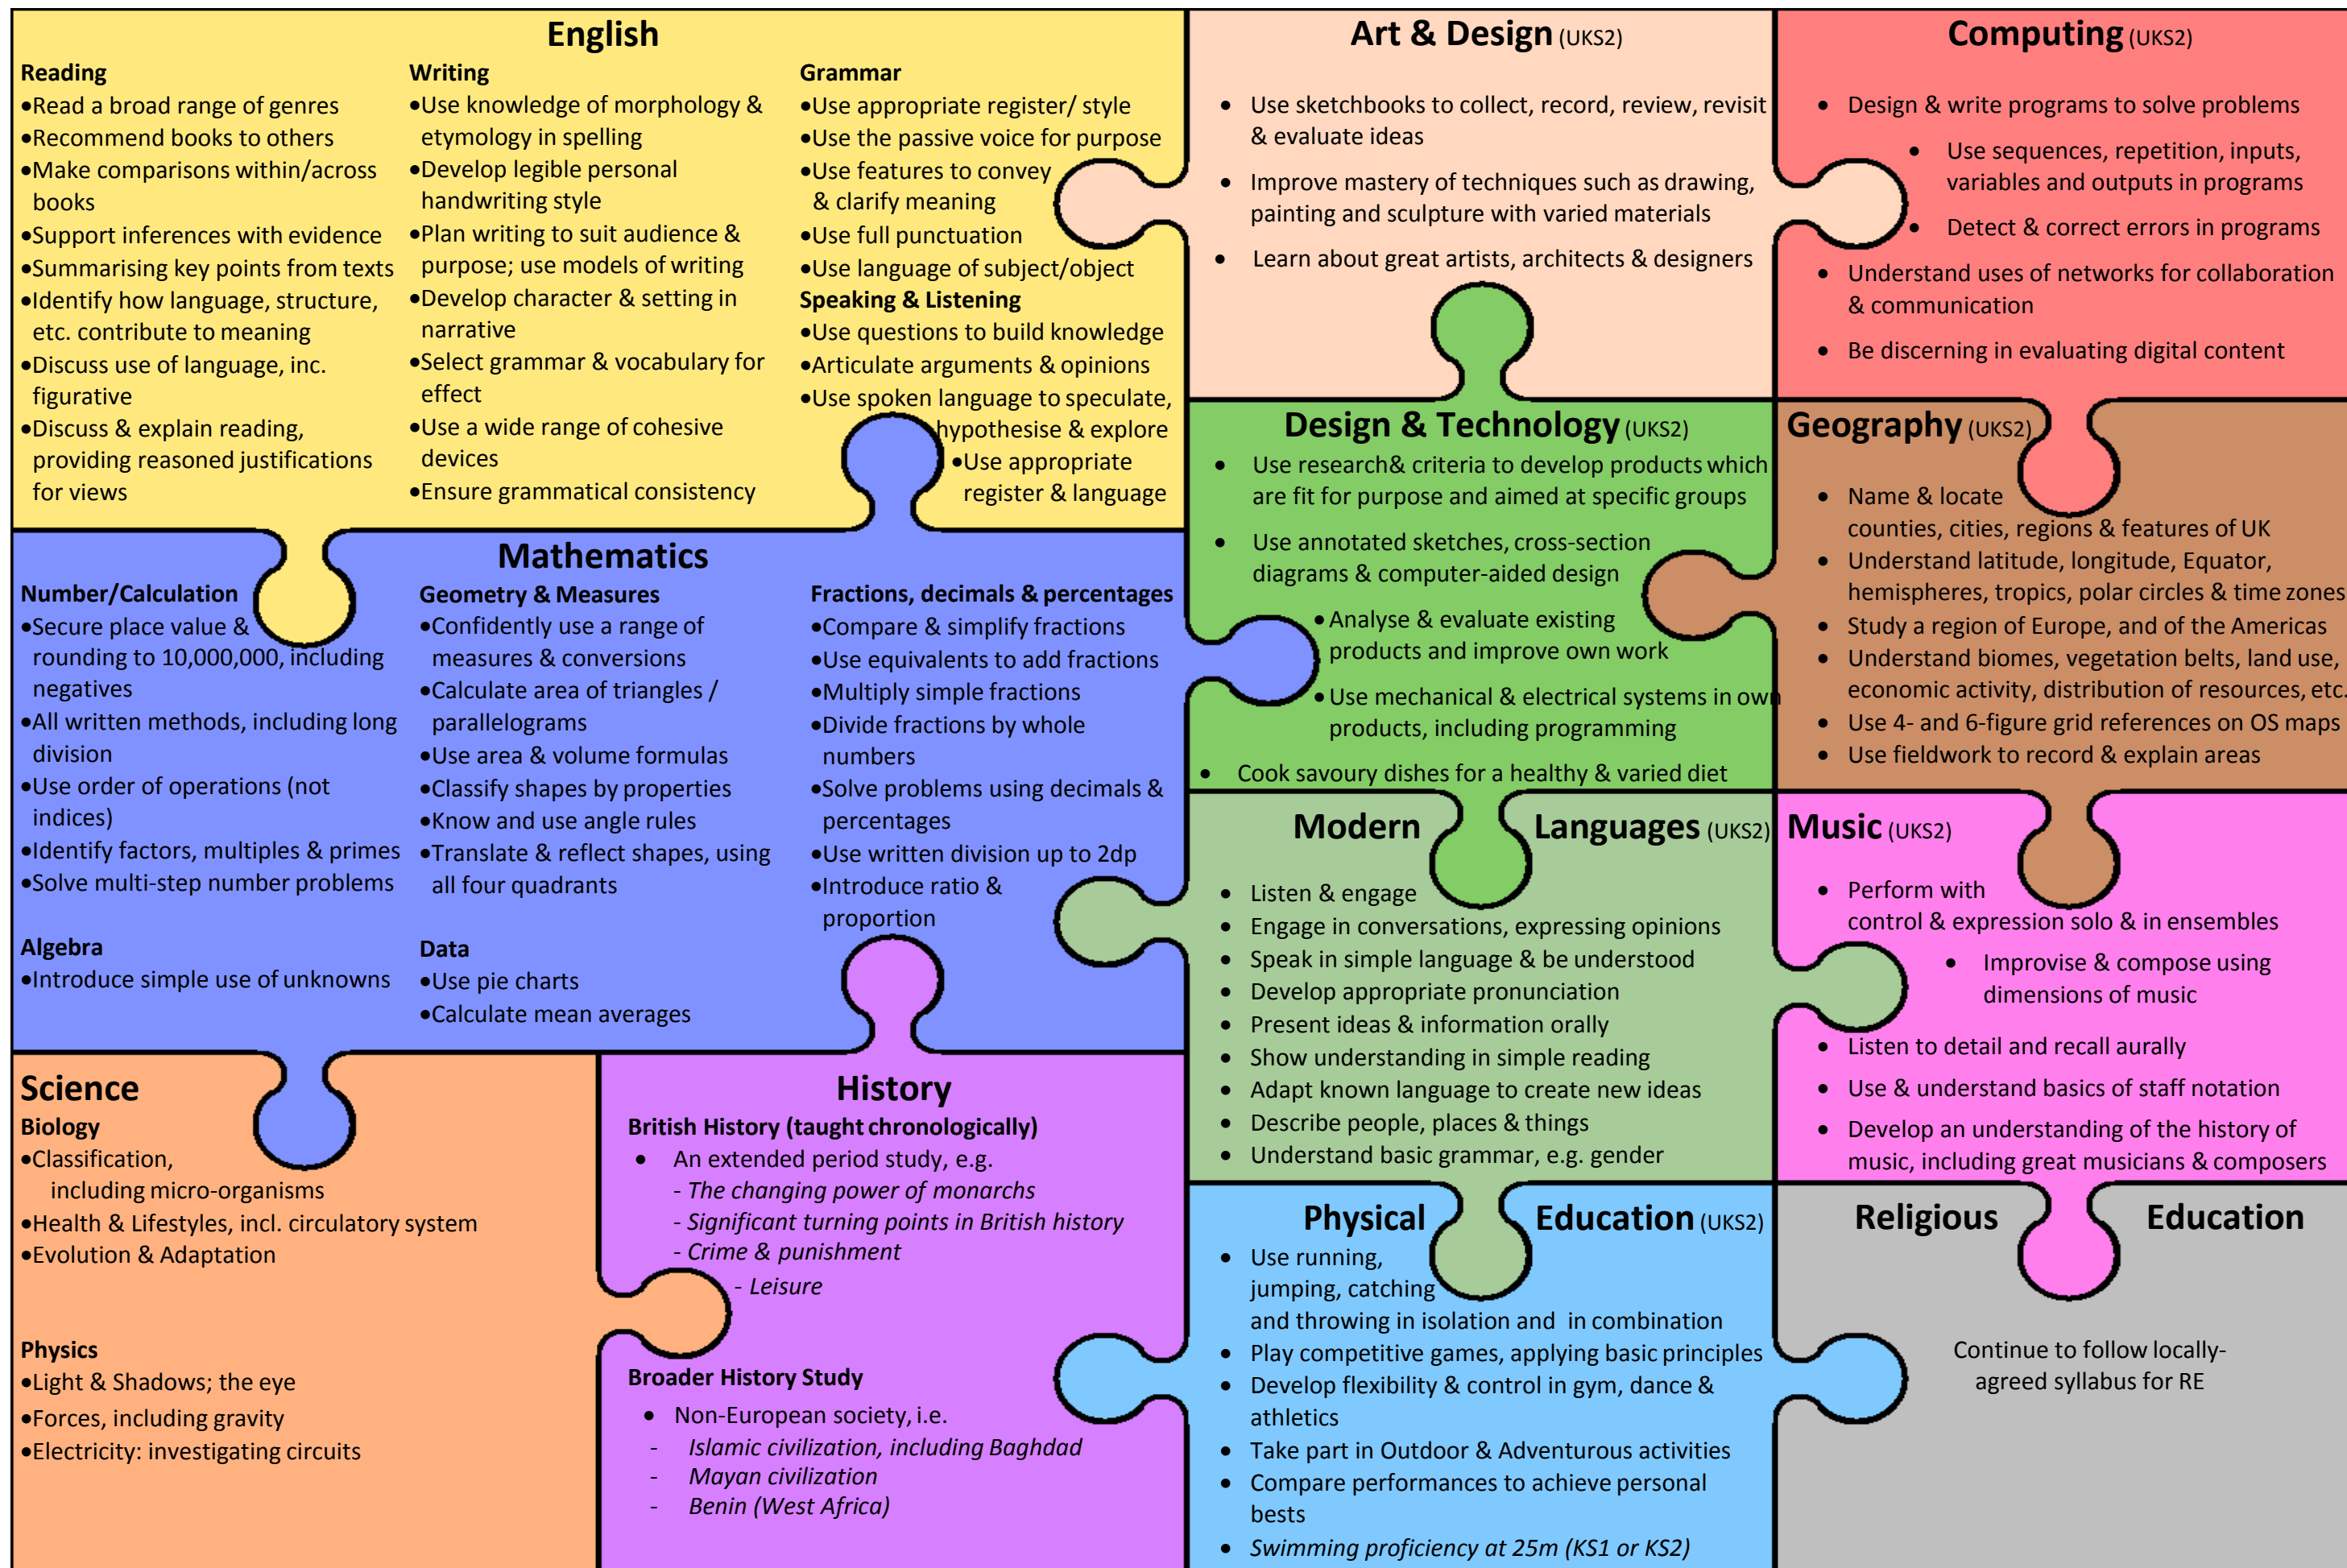 English
Reading
•Read a broad range of genres
•Recommend books to others
•Make comparisons within/across
books
•Support inferences with evidence
•Summarising key points from texts
•Identify how language, structure,
etc. contribute to meaning
•Discuss use of language, inc.
figurative
•Discuss & explain reading,
providing reasoned justifications
for views
Writing
•Use knowledge of morphology &
etymology in spelling
•Develop legible personal
handwriting style
•Plan writing to suit audience &
purpose; use models of writing
•Develop character & setting in
narrative
•Select grammar & vocabulary for
effect
•Use a wide range of cohesive
devices
•Ensure grammatical consistency
Grammar
•Use appropriate register/ style
•Use the passive voice for purpose
•Use features to convey
& clarify meaning
•Use full punctuation
•Use language of subject/object
Speaking & Listening
•Use questions to build knowledge
•Articulate arguments & opinions
•Use spoken language to speculate,
hypothesise & explore
•Use appropriate
register & language
Art & Design (UKS2)
• Use sketchbooks to collect, record, review, revisit
& evaluate ideas
• Improve mastery of techniques such as drawing,
painting and sculpture with varied materials
• Learn about great artists, architects & designers
Computing (UKS2)
• Design & write programs to solve problems
• Use sequences, repetition, inputs,
variables and outputs in programs
• Detect & correct errors in programs
• Understand uses of networks for collaboration
& communication
• Be discerning in evaluating digital content
Mathematics
Number/Calculation
•Secure place value &
rounding to 10,000,000, including
negatives
•All written methods, including long
division
•Use order of operations (not
indices)
•Identify factors, multiples & primes
•Solve multi-step number problems
Algebra
•Introduce simple use of unknowns
Geometry & Measures
•Confidently use a range of
measures & conversions
•Calculate area of triangles /
parallelograms
•Use area & volume formulas
•Classify shapes by properties
•Know and use angle rules
•Translate & reflect shapes, using
all four quadrants
Data
•Use pie charts
•Calculate mean averages
Fractions, decimals & percentages
•Compare & simplify fractions
•Use equivalents to add fractions
•Multiply simple fractions
•Divide fractions by whole
numbers
•Solve problems using decimals &
percentages
•Use written division up to 2dp
•Introduce ratio &
proportion
Design & Technology (UKS2)
• Use research& criteria to develop products which
are fit for purpose and aimed at specific groups
• Use annotated sketches, cross-section
diagrams & computer-aided design
• Analyse & evaluate existing
products and improve own work
• Use mechanical & electrical systems in own
products, including programming
• Cook savoury dishes for a healthy & varied diet
Geography (UKS2)
• Name & locate
counties, cities, regions & features of UK
• Understand latitude, longitude, Equator,
hemispheres, tropics, polar circles & time zones
• Study a region of Europe, and of the Americas
• Understand biomes, vegetation belts, land use,
economic activity, distribution of resources, etc.
• Use 4- and 6-figure grid references on OS maps
• Use fieldwork to record & explain areas
Modern Languages (UKS2)
• Listen & engage
• Engage in conversations, expressing opinions
• Speak in simple language & be understood
• Develop appropriate pronunciation
• Present ideas & information orally
• Show understanding in simple reading
• Adapt known language to create new ideas
• Describe people, places & things
• Understand basic grammar, e.g. gender
Music (UKS2)
• Perform with
control & expression solo & in ensembles
• Improvise & compose using
dimensions of music
• Listen to detail and recall aurally
• Use & understand basics of staff notation
• Develop an understanding of the history of
music, including great musicians & composers
Science
Biology
•Classification,
including micro-organisms
•Health & Lifestyles, incl. circulatory system
•Evolution & Adaptation
Physics
•Light & Shadows; the eye
•Forces, including gravity
•Electricity: investigating circuits
History
British History (taught chronologically)
• An extended period study, e.g.
- The changing power of monarchs
- Significant turning points in British history
- Crime & punishment
- Leisure
Broader History Study
• Non-European society, i.e.
- Islamic civilization, including Baghdad
- Mayan civilization
- Benin (West Africa)
Physical Education (UKS2)
• Use running,
jumping, catching
and throwing in isolation and in combination
• Play competitive games, applying basic principles
• Develop flexibility & control in gym, dance &
athletics
• Take part in Outdoor & Adventurous activities
• Compare performances to achieve personal
bests
• Swimming proficiency at 25m (KS1 or KS2)
Religious Education
Continue to follow locally-
agreed syllabus for RE